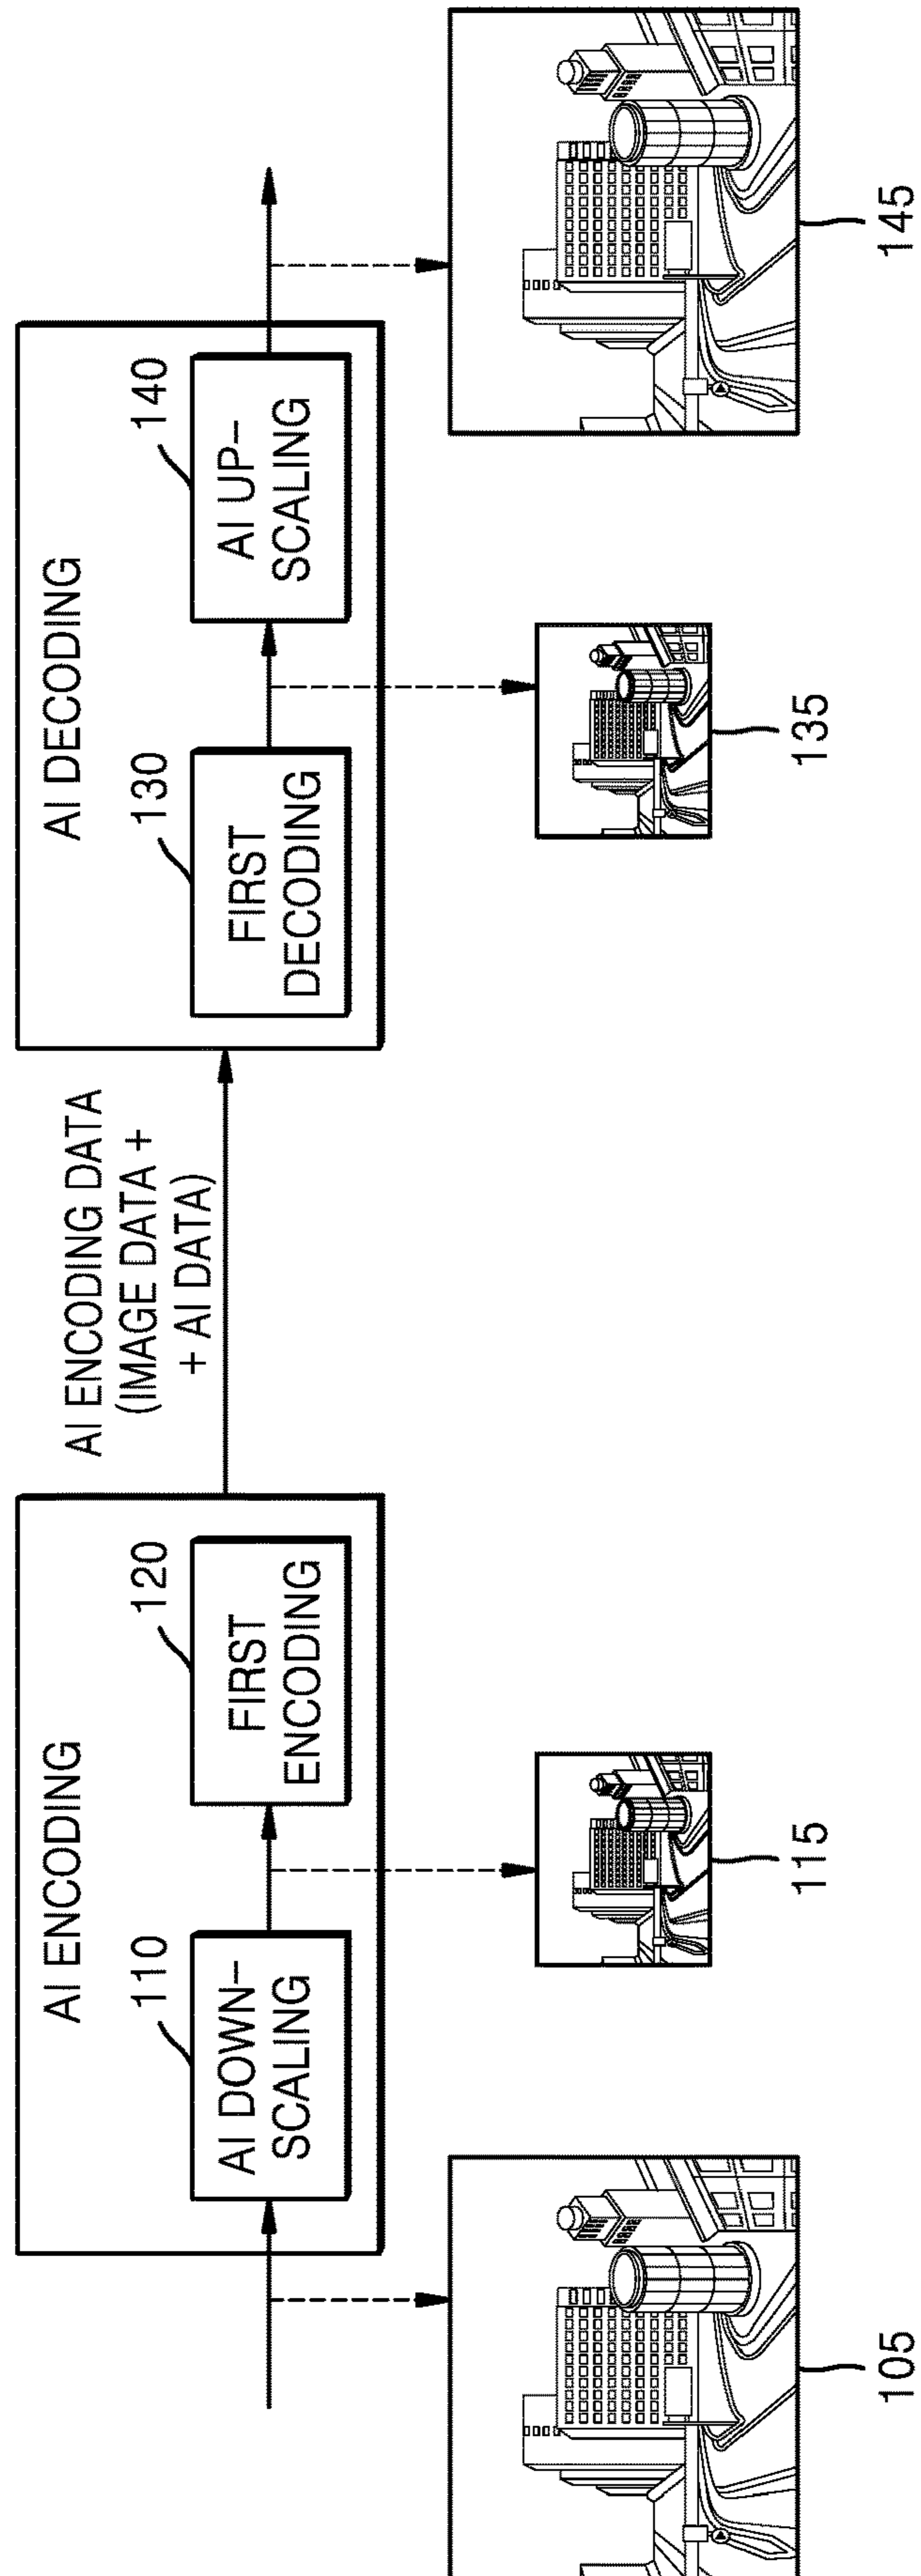 AI ENCODING
110
AI DOWN–
SCALING
120
FIRST
ENCODING
AI ENCODING DATA
(IMAGE DATA +
+ AI DATA)
AI DECODING
130
FIRST
DECODING
140
AI UP–
SCALING
105
115
135
145